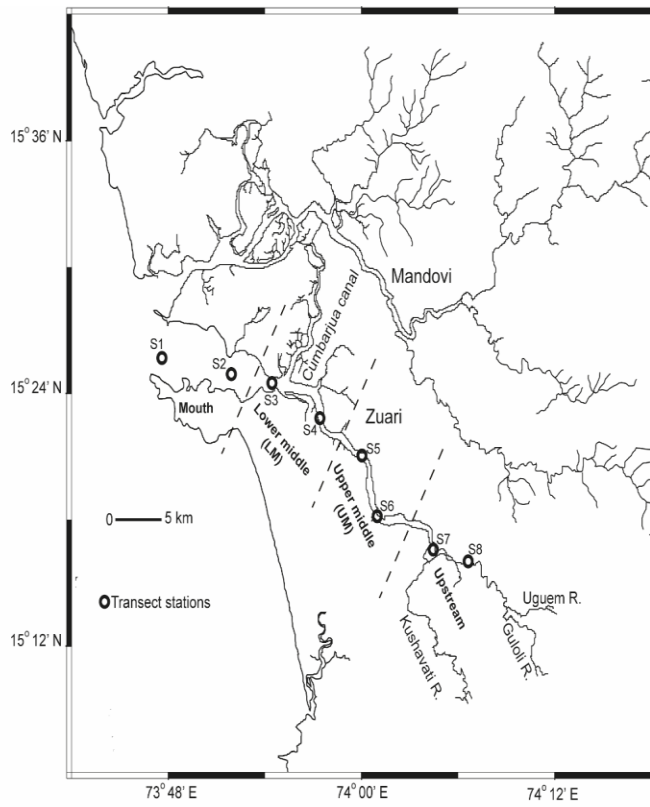 15° 36' N
Mandovi
Cumbarjua canal
S1
S2
15° 24' N
S3
Mouth
S4
Zuari
Lower middle
(LM)
S5
Upper middle
(UM)
S6
0 5 km
S7
S8
Transect stations
Upstream
Uguem R.
15° 12' N
Kushavati R.
Guloli R.
73° 48' E
74° 00' E
74° 12' E